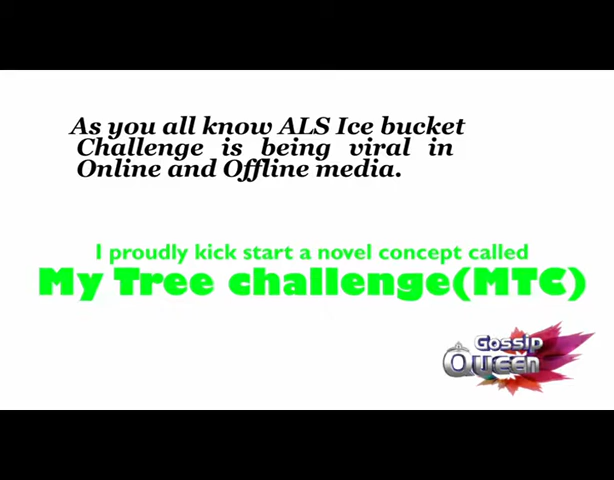 As you all know ALS Ice bucket
Challenge is being viral in
Online and Offline media.
I proudly kick start a novel concept called
My Tree challenge(MTC)
Gossip
Queen